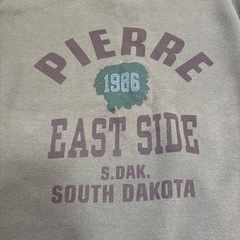 PIERRE
1986
EAST SIDE
S.DAK.
SOUTH DAKOTA